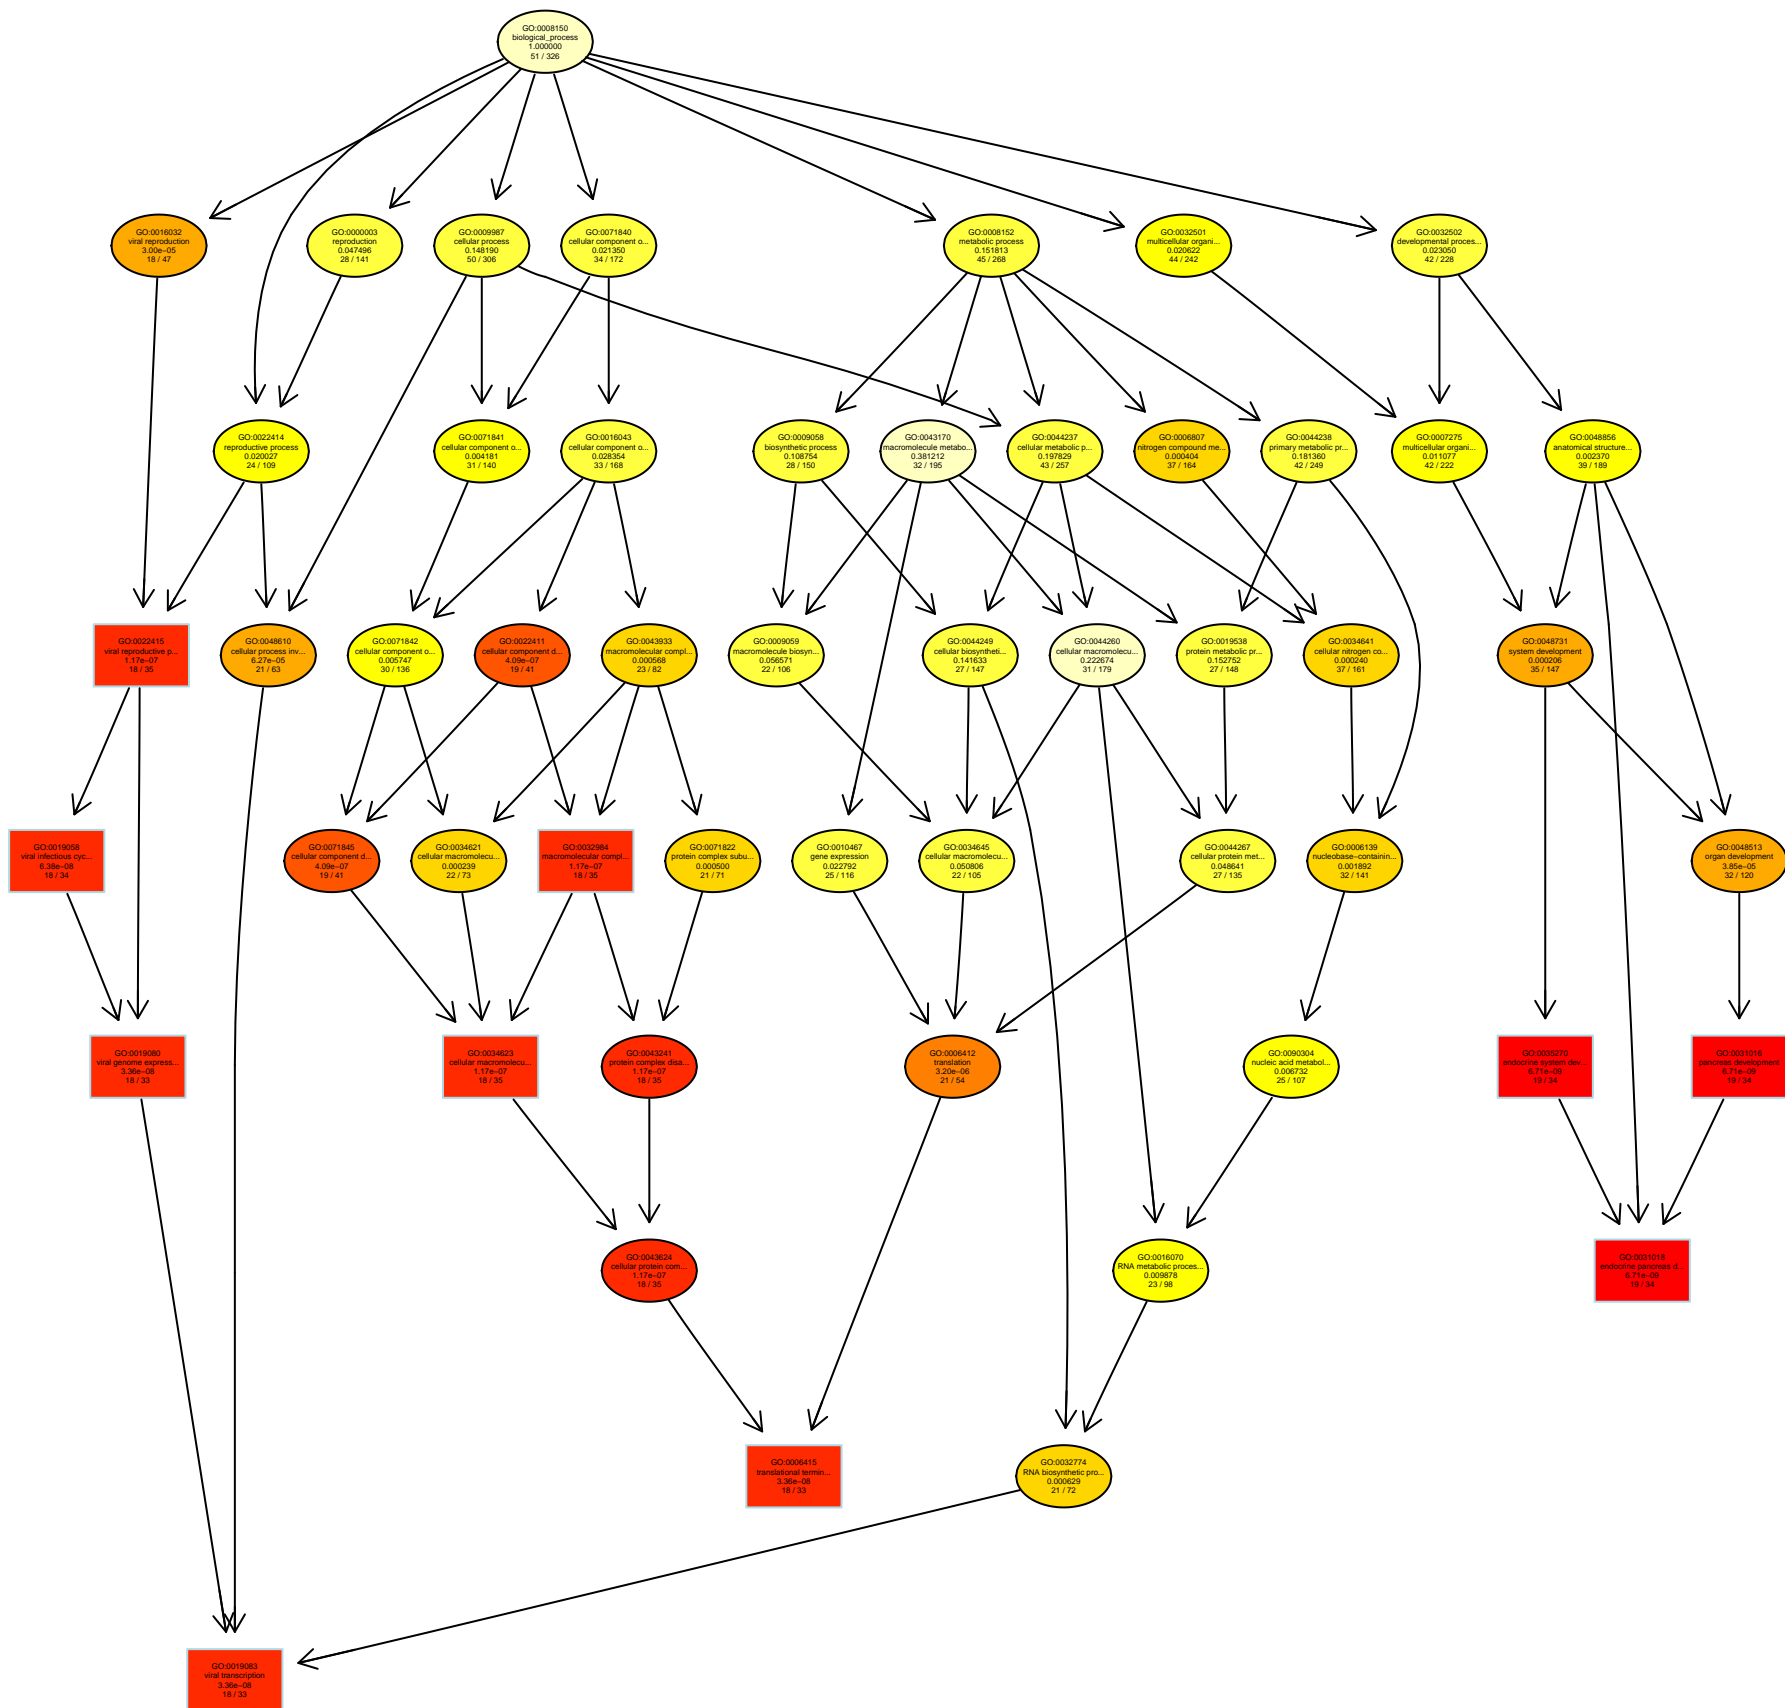 GO:0008150
biological_process
1.000000
51 / 326
GO:0016032
viral reproduction
3.00e−05
18 / 47
GO:0000003
reproduction
0.047496
28 / 141
GO:0009987
cellular process
0.148190
50 / 306
GO:0071840
cellular component o...
0.021350
34 / 172
GO:0008152
metabolic process
0.151813
45 / 268
GO:0032501
multicellular organi...
0.020622
44 / 242
GO:0032502
developmental proces...
0.023050
42 / 228
GO:0022414
reproductive process
0.020027
24 / 109
GO:0071841
cellular component o...
0.004181
31 / 140
GO:0016043
cellular component o...
0.028354
33 / 168
GO:0009058
biosynthetic process
0.108754
28 / 150
GO:0043170
macromolecule metabo...
0.381212
32 / 195
GO:0044237
cellular metabolic p...
0.197829
43 / 257
GO:0006807
nitrogen compound me...
0.000404
37 / 164
GO:0044238
primary metabolic pr...
0.181360
42 / 249
GO:0007275
multicellular organi...
0.011077
42 / 222
GO:0048856
anatomical structure...
0.002370
39 / 189
GO:0022415
viral reproductive p...
1.17e−07
18 / 35
GO:0048610
cellular process inv...
6.27e−05
21 / 63
GO:0071842
cellular component o...
0.005747
30 / 136
GO:0022411
cellular component d...
4.09e−07
19 / 41
GO:0043933
macromolecular compl...
0.000568
23 / 82
GO:0009059
macromolecule biosyn...
0.056571
22 / 106
GO:0044249
cellular biosyntheti...
0.141633
27 / 147
GO:0044260
cellular macromolecu...
0.222674
31 / 179
GO:0019538
protein metabolic pr...
0.152752
27 / 148
GO:0034641
cellular nitrogen co...
0.000240
37 / 161
GO:0048731
system development
0.000206
35 / 147
GO:0019058
viral infectious cyc...
6.38e−08
18 / 34
GO:0071845
cellular component d...
4.09e−07
19 / 41
GO:0034621
cellular macromolecu...
0.000239
22 / 73
GO:0032984
macromolecular compl...
1.17e−07
18 / 35
GO:0071822
protein complex subu...
0.000500
21 / 71
GO:0010467
gene expression
0.022792
25 / 116
GO:0034645
cellular macromolecu...
0.050806
22 / 105
GO:0044267
cellular protein met...
0.048641
27 / 135
GO:0006139
nucleobase−containin...
0.001892
32 / 141
GO:0048513
organ development
3.85e−05
32 / 120
GO:0019080
viral genome express...
3.36e−08
18 / 33
GO:0034623
cellular macromolecu...
1.17e−07
18 / 35
GO:0043241
protein complex disa...
1.17e−07
18 / 35
GO:0006412
translation
3.20e−06
21 / 54
GO:0090304
nucleic acid metabol...
0.006732
25 / 107
GO:0035270
endocrine system dev...
6.71e−09
19 / 34
GO:0031016
pancreas development
6.71e−09
19 / 34
GO:0043624
cellular protein com...
1.17e−07
18 / 35
GO:0016070
RNA metabolic proces...
0.009878
23 / 98
GO:0031018
endocrine pancreas d...
6.71e−09
19 / 34
GO:0006415
translational termin...
3.36e−08
18 / 33
GO:0032774
RNA biosynthetic pro...
0.000629
21 / 72
GO:0019083
viral transcription
3.36e−08
18 / 33